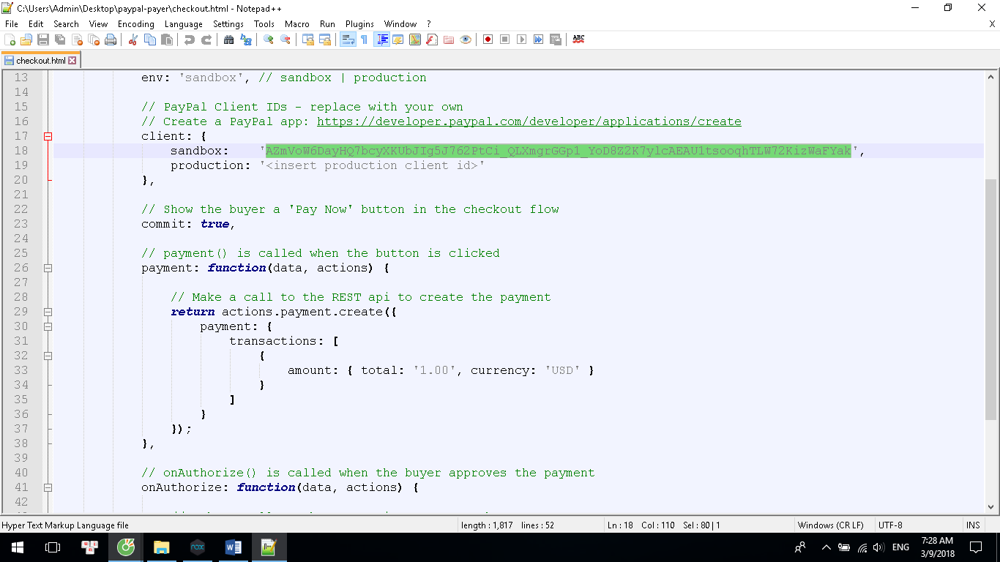 C:\Users\Admin\Desktop\paypal-payer\checkout.html - Notepad++
File Edit Search View Encoding Language Settings Tools Macro Run Plugins Window ? X
ABC
checkout.html
13 env: 'sandbox', // sandbox | production
14
15 // PayPal Client IDs - replace with your own
16 // Create a PayPal app: https://developer.paypal.com/developer/applications/create
17 client: {
18 sandbox: 'AZmVoW6DayHQ7bcyXKUbJIg5J762PtCi_QLXmgrGGp1_YoD8Z2K7ylcAEAU1tsooqhTLW72KizWaFYak',
19 production: '<insert production client id>'
20 },
21
22 // Show the buyer a 'Pay Now' button in the checkout flow
23 commit: true,
24
25 // payment() is called when the button is clicked
26 payment: function(data, actions) {
27
28 // Make a call to the REST api to create the payment
29 return actions.payment.create({
30 payment: {
31 transactions: [
32 {
33 amount: { total: '1.00', currency: 'USD' }
34 }
35 ]
36 }
37 });
38 },
39
40 // onAuthorize() is called when the buyer approves the payment
41 onAuthorize: function(data, actions) {
42
Hyper Text Markup Language file length : 1,817 lines : 52 Ln : 18 Col : 110 Sel : 80 | 1 Windows (CR LF) UTF-8 INS
nox ENG 7:28 AM
3/9/2018